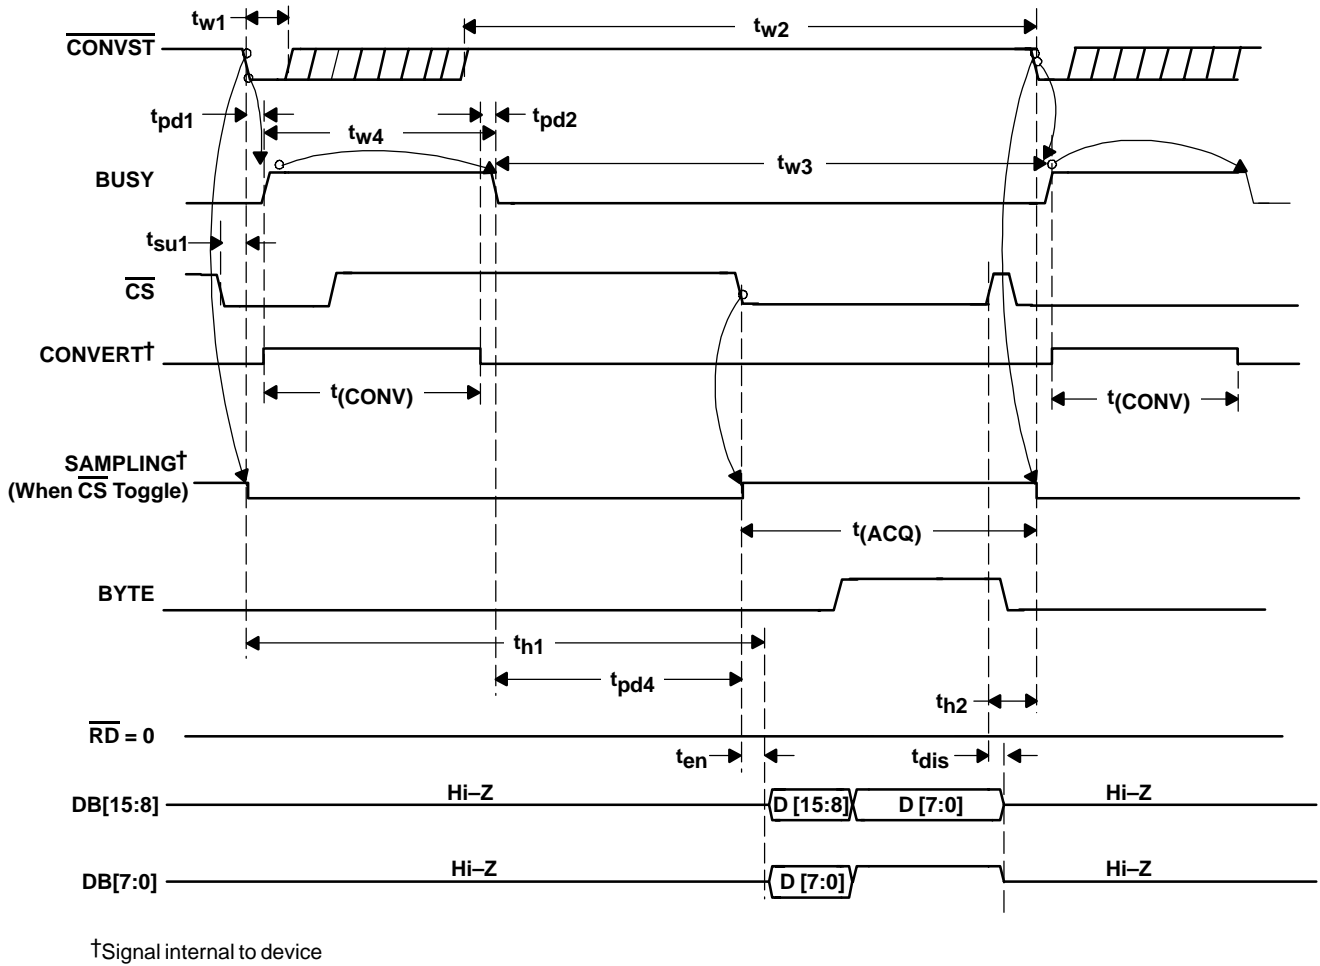 tw1
tw2
CONVST
tpd1
tw4
tpd2
tw3
BUSY
tsu1
CS
CONVERT†
t(CONV)
t(CONV)
SAMPLING†
(When CS Toggle)
t(ACQ)
BYTE
th1
tpd4
th2
RD = 0
ten
tdis
DB[15:8]
Hi–Z
D [15:8]
D [7:0]
Hi–Z
DB[7:0]
Hi–Z
D [7:0]
Hi–Z
†Signal internal to device